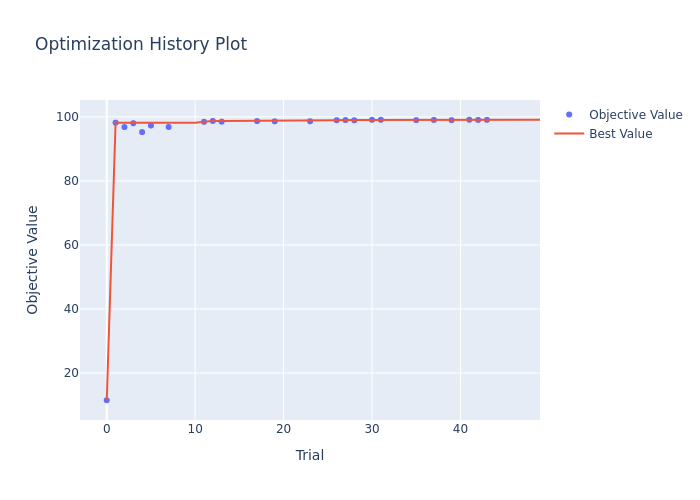 Optimization History Plot
Objective Value
100
80
60
40
20
0 10 20 30 40
Trial
Objective Value
Best Value